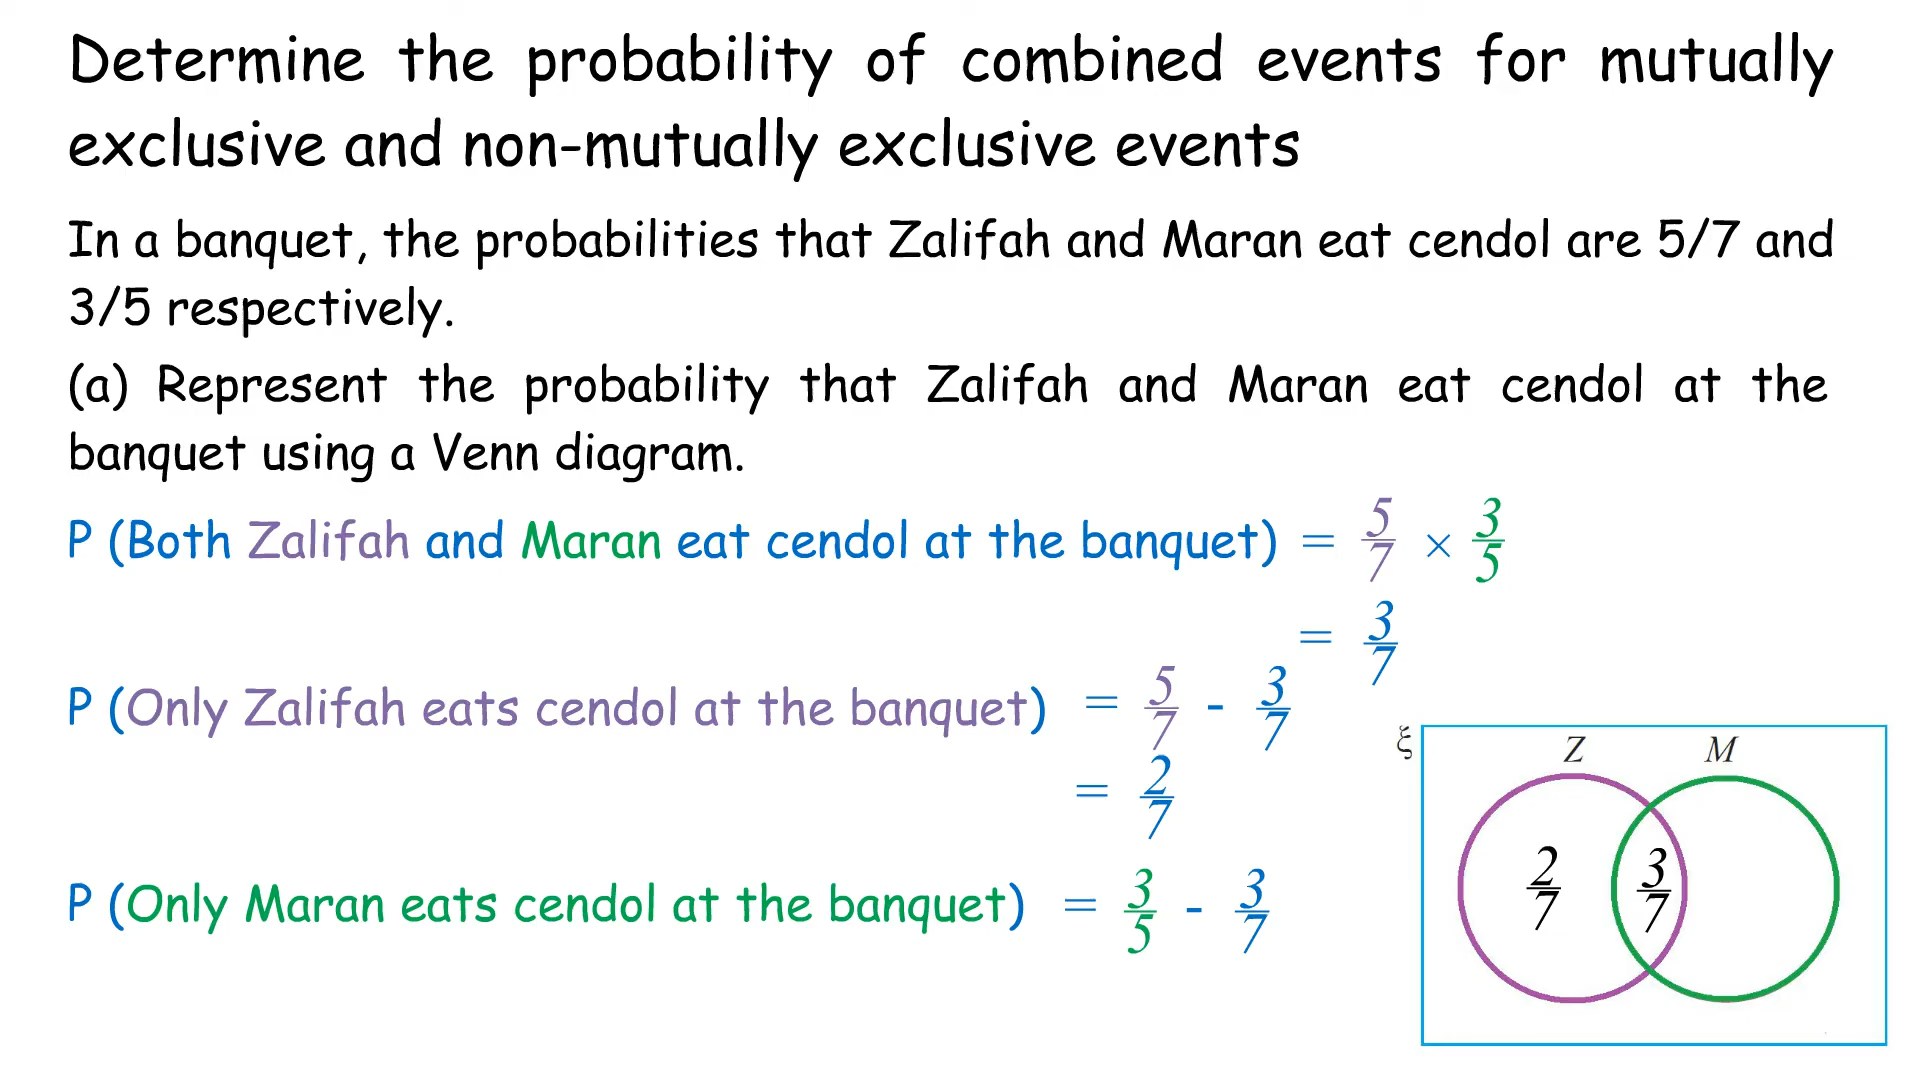 Determine the probability of combined events for mutually
exclusive and non-mutually exclusive events
In a banquet, the probabilities that Zalifah and Maran eat cendol are 5/7 and
3/5 respectively.
(a) Represent the probability that Zalifah and Maran eat cendol at the
banquet using a Venn diagram.
P (Both Zalifah and Maran eat cendol at the banquet) = 5/7 × 3/5
= 3/7
P (Only Zalifah eats cendol at the banquet) = 5/7 - 3/7
= 2/7
P (Only Maran eats cendol at the banquet) = 3/5 - 3/7
ξ
Z M
2/7 3/7